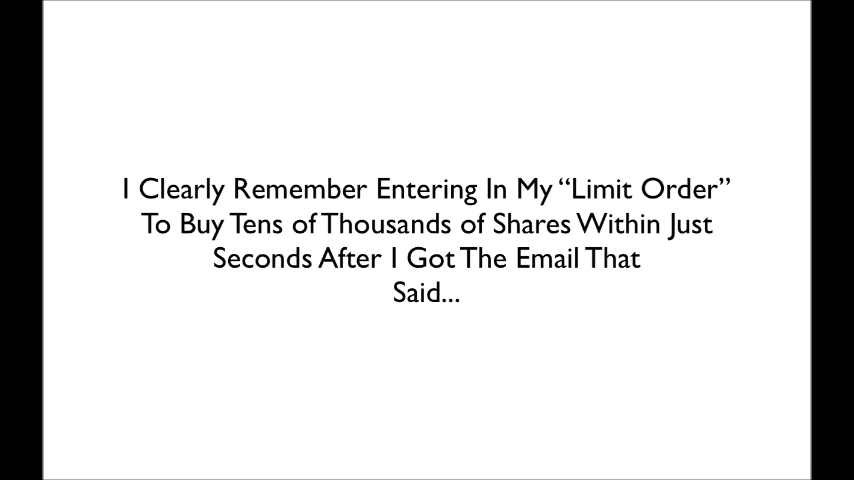 I Clearly Remember Entering In My “Limit Order”
To Buy Tens of Thousands of Shares Within Just
Seconds After I Got The Email That
Said...